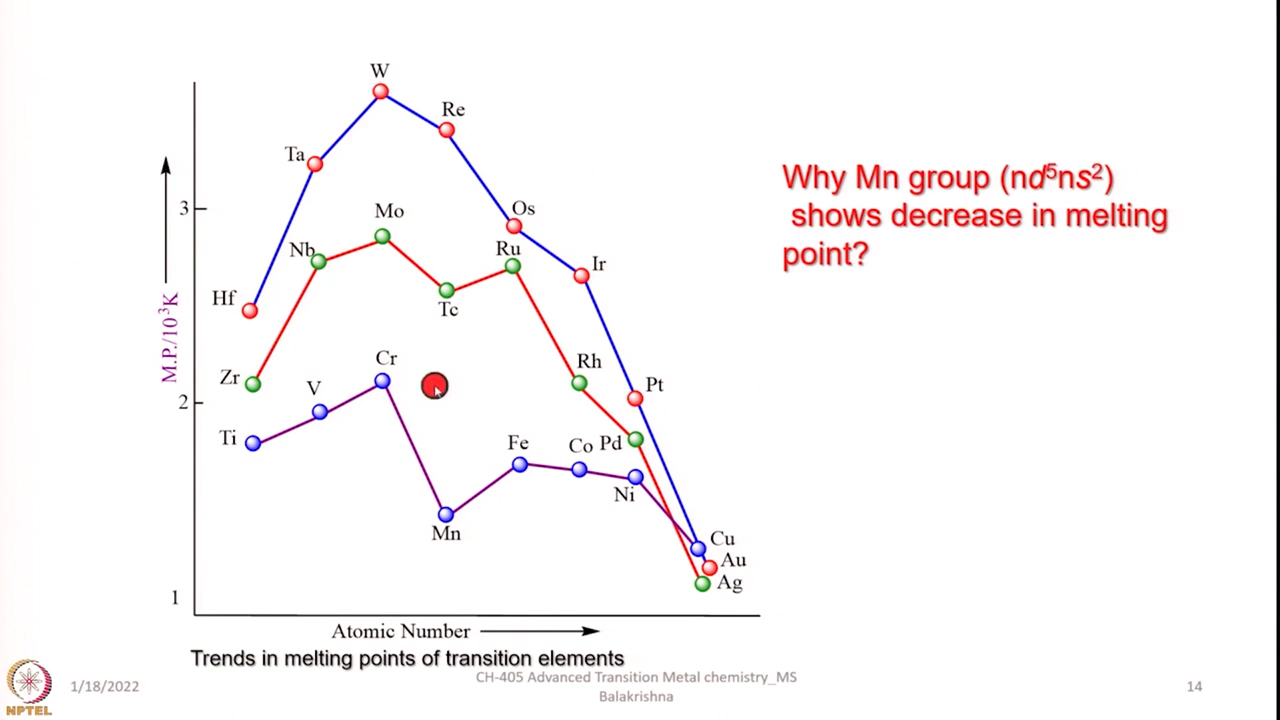 W
Re
Ta
3
Os
Mo
Nb
Ru
Ir
Hf
Tc
M.P./10³K
Zr
Cr
Rh
Pt
V
2
Ti
Fe
Co
Pd
Ni
Mn
Cu
Au
Ag
1
Atomic Number
Trends in melting points of transition elements
Why Mn group (nd⁵ns²)
shows decrease in melting
point?
NPTEL
1/18/2022
CH-405 Advanced Transition Metal chemistry_MS
Balakrishna
14